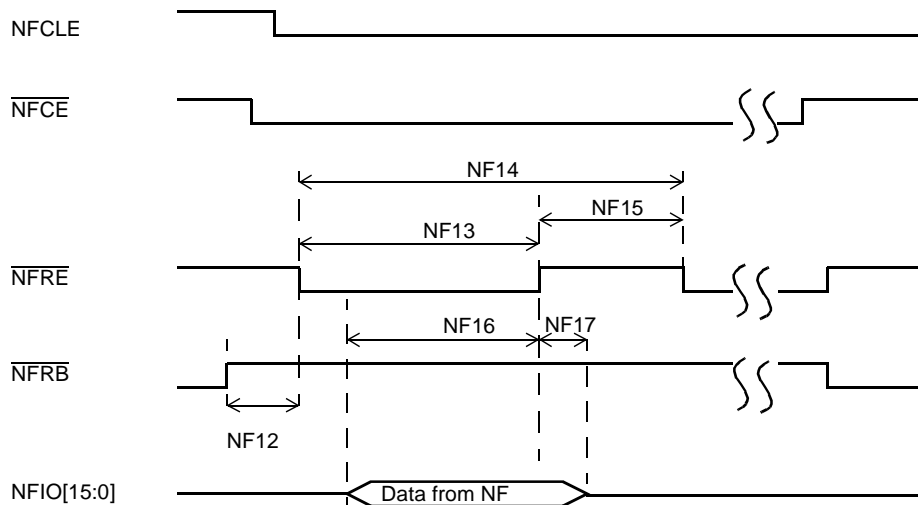 NFCLE
NFCE
NF14
NF15
NF13
NFRE
NF16
NF17
NFRB
NF12
NFIO[15:0]
Data from NF